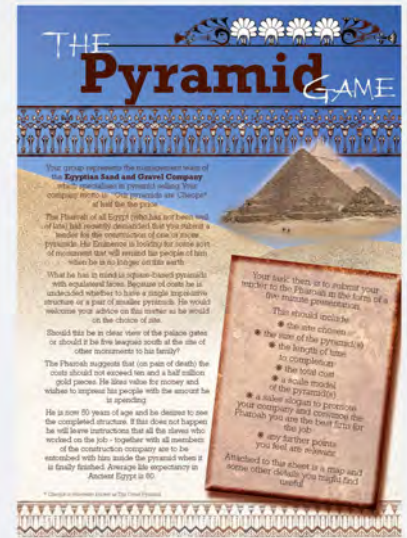 THE
Pyramid
GAME
Your group represents the management team of
the Egyptian Sand and Gravel Company
which specialises in pyramid selling. Your
company motto is "Our pyramids are Cheops*
at half the price.
The Pharoah of all Egypt (who has not been well
of late) had recently demanded that you submit a
tender for the construction of one or more
pyramids. His Eminence is looking for some sort
of monument that will remind his people of him
when he is no longer on this earth.
What he has in mind is square-based pyramids
with equilateral faces. Because of costs he is
undecided whether to have a single impressive
structure or a pair of smaller pyramids. He would
welcome your advice on this matter as he would
on the choice of site.
Should this be in clear view of the palace gates
or should it be five leagues south at the site of
other monuments to his family?
The Pharoah suggests that (on pain of death) the
costs should not exceed ten and a half million
gold pieces. He likes value for money and
wishes to impress his people with the amount he
is spending.
He is now 50 years of age and he desires to see
the completed structure. If this does not happen
he will leave instructions that all the slaves who
worked on the job - together with all members
of the construction company are to be
entombed with him inside the pyramid when it
is finally finished. Average life expectancy in
Ancient Egypt is 60.
Your task then is to submit your
tender to the Pharoah in the form of a
five minute presentation.
This should include:
the site chosen
the size of the pyramid(s)
the length of time
to completion
the total cost
a scale model
of the pyramid(s)
a sales slogan to promote
your company and convince the
Pharoah you are the best firm for
the job
any further points
you feel are relevant.
Attached to this sheet is a map and
some other details you might find
useful.